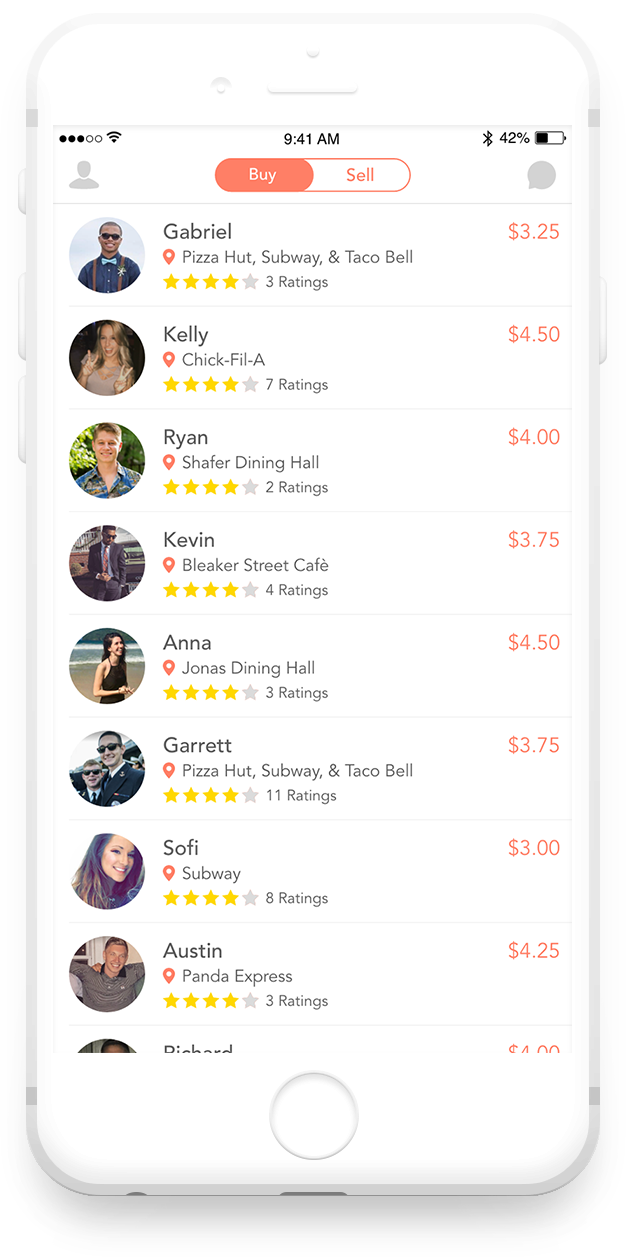 9:41 AM
42%
Buy
Sell
Gabriel
$3.25
Pizza Hut, Subway, & Taco Bell
3 Ratings
Kelly
$4.50
Chick-Fil-A
7 Ratings
Ryan
$4.00
Shafer Dining Hall
2 Ratings
Kevin
$3.75
Bleaker Street Cafè
4 Ratings
Anna
$4.50
Jonas Dining Hall
3 Ratings
Garrett
$3.75
Pizza Hut, Subway, & Taco Bell
11 Ratings
Sofi
$3.00
Subway
8 Ratings
Austin
$4.25
Panda Express
3 Ratings
Richard
$4.00